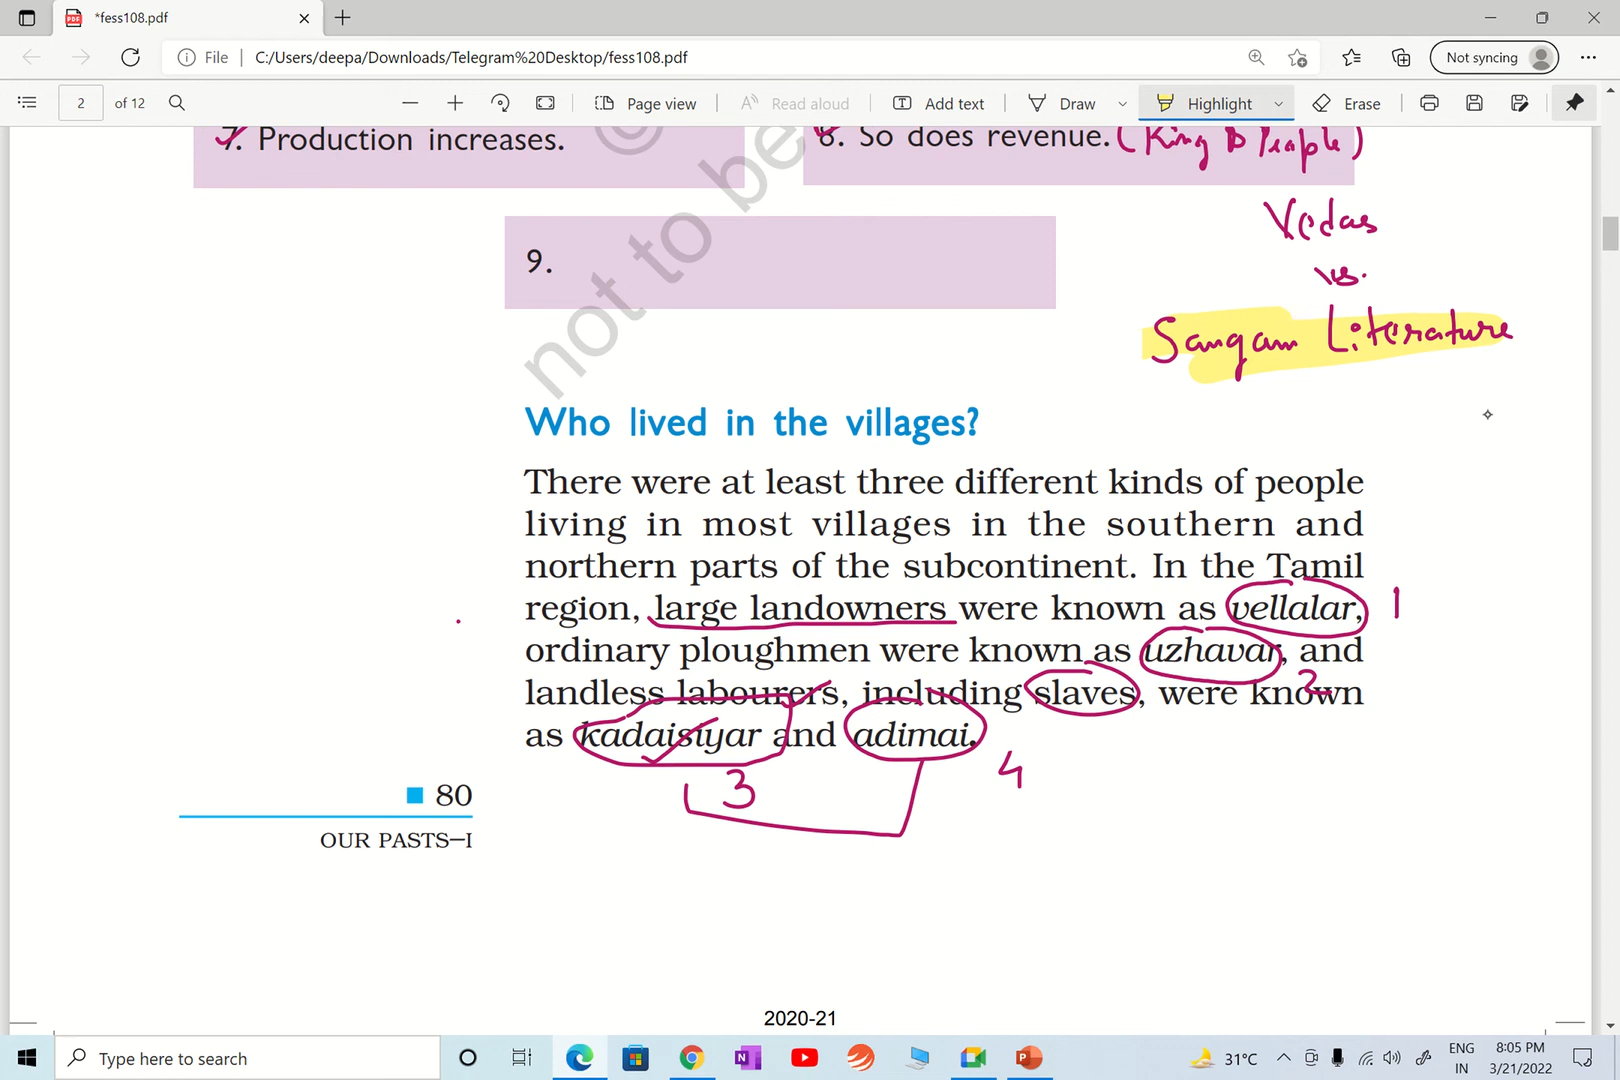 *fess108.pdf
File C:/Users/deepa/Downloads/Telegram%20Desktop/fess108.pdf Not syncing
2 of 12 Page view Read aloud Add text Draw Highlight Erase
7. Production increases.
8. So does revenue. (King & People)
Vedas
vs.
Sangam Literature
9.
not to be
Who lived in the villages?
There were at least three different kinds of people
living in most villages in the southern and
northern parts of the subcontinent. In the Tamil
region, large landowners were known as vellalar, 1
ordinary ploughmen were known as uzhavar, and
landless labourers, including slaves, were known 2
as kadaisiyar and adimai.
3 4
80
OUR PASTS–I
2020-21
Type here to search
31°C
ENG
IN
8:05 PM
3/21/2022